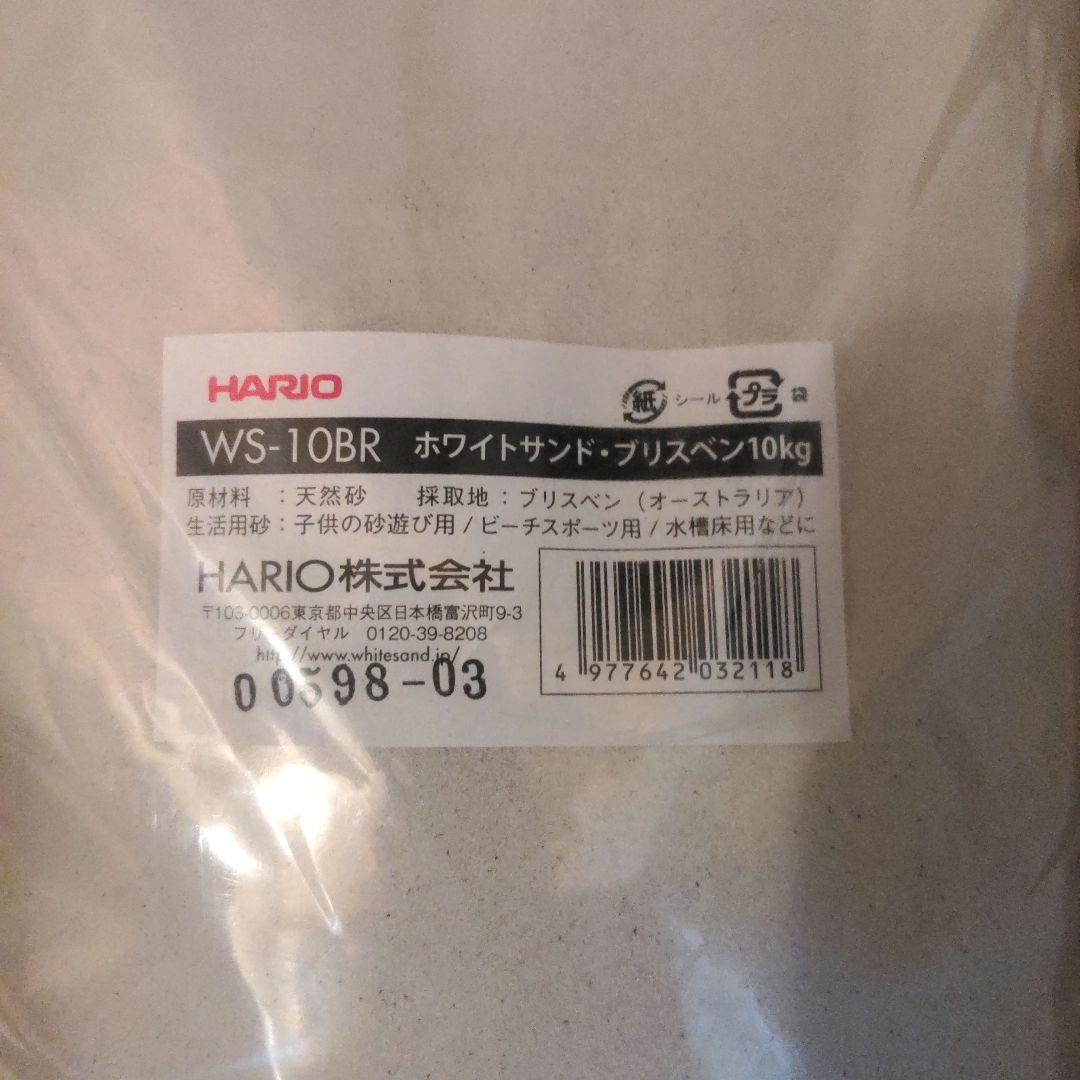 HARIO
紙 シール プラ 袋
WS-10BR ホワイトサンド・ブリスベン10kg
原材料 ：天然砂 採取地：ブリスベン（オーストラリア）
生活用砂：子供の砂遊び用/ビーチスポーツ用/水槽床用などに
HARIO株式会社
〒103-0006東京都中央区日本橋富沢町9-3
フリーダイヤル 0120-39-8208
http://www.whitesand.jp/
00598-03
4 977642 032118